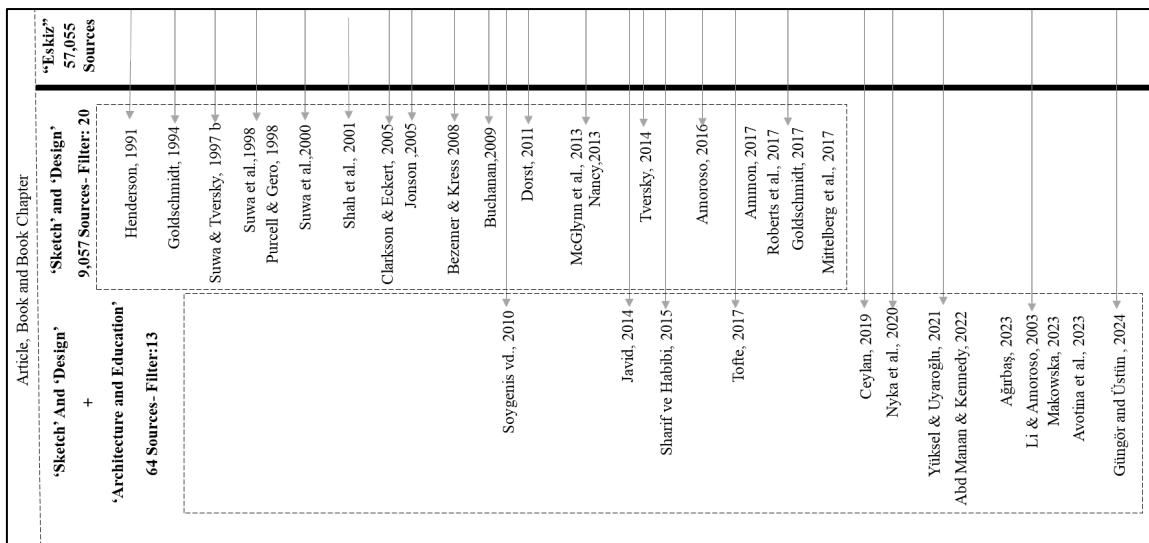 Article, Book and Book Chapter
“Eskiz”
57,055
Sources
‘Sketch’ and ‘Design’
9,057 Sources- Filter: 20
Henderson, 1991
Goldschmidt, 1994
Suwa & Tversky, 1997 b
Suwa et al.,1998
Purcell & Gero, 1998
Suwa et al.,2000
Shah et al., 2001
Clarkson & Eckert, 2005
Jonson ,2005
Bezemer & Kress 2008
Buchanan,2009
Dorst, 2011
McGlynn et al., 2013
Nancy,2013
Tversky, 2014
Amoroso, 2016
Ammon, 2017
Roberts et al., 2017
Goldschmidt, 2017
Mittelberg et al., 2017
‘Sketch’ And ‘Design’
+
‘Architecture and Education’
64 Sources- Filter:13
Soygenis vd., 2010
Javid, 2014
Sharif ve Habibi, 2015
Tofte, 2017
Ceylan, 2019
Nyka et al., 2020
Yüksel & Uyaroğlu, 2021
Abd Manan & Kennedy, 2022
Ağırbaş, 2023
Li & Amoroso, 2003
Makowska, 2023
Avotina et al., 2023
Güngör and Üstün , 2024